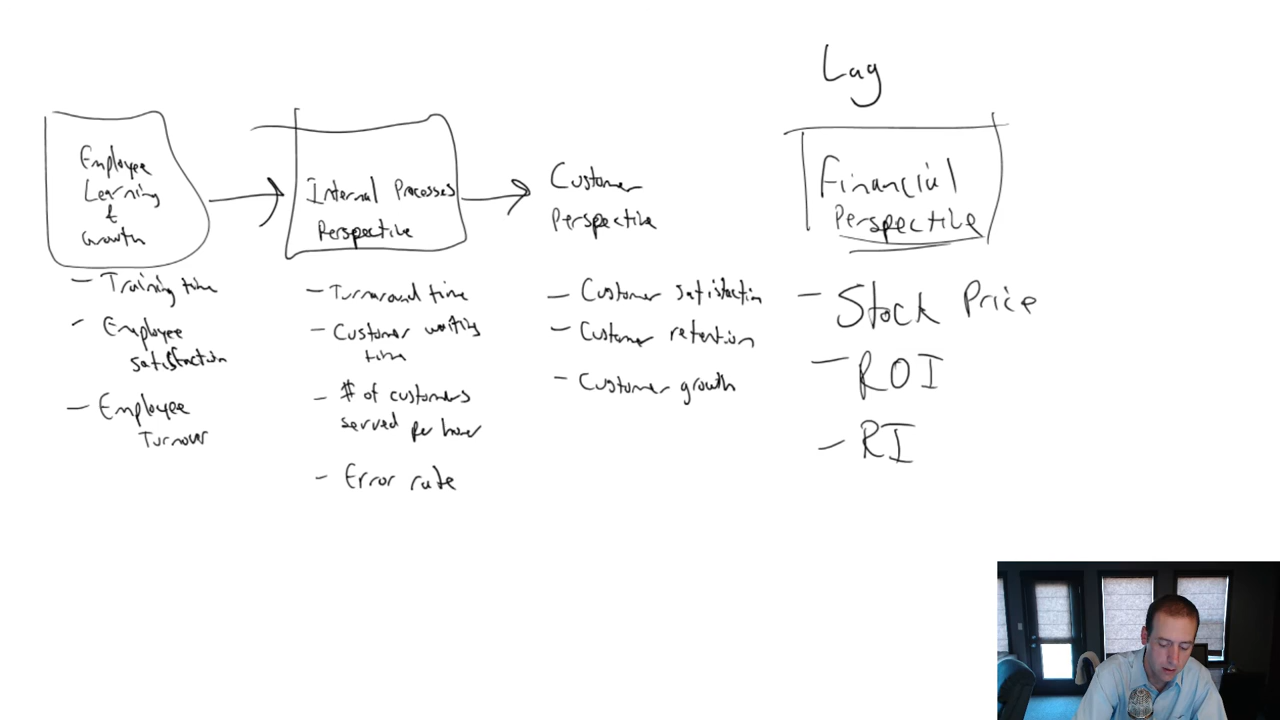 Lag
Employee
Learning
&
Growth
- Training time
- Employee
satisfaction
- Employee
Turnover
Internal Processes
Perspective
- Turnaround time
- Customer waiting
time
- # of customers
served per hour
- Error rate
Customer
Perspective
- Customer satisfaction
- Customer retention
- Customer growth
Financial
Perspective
- Stock Price
- ROI
- RI